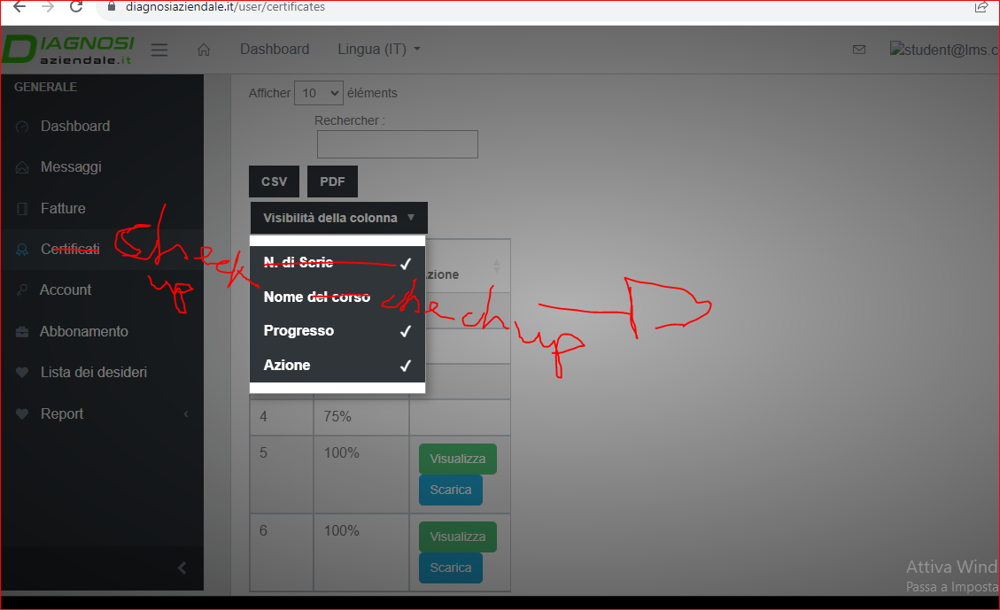 diagnosiaziendale.it/user/certificates
DIAGNOSI
aziendale.it
Dashboard Lingua (IT)
student@lms.c
GENERALE
Dashboard
Messaggi
Fatture
Certificati
Check up
Account
Abbonamento
Lista dei desideri
Report
Afficher 10 éléments
Rechercher :
CSV PDF
Visibilità della colonna
N. di Serie
Nome del corso
check up
Progresso
Azione
zione
4 75%
5 100% Visualizza
Scarica
6 100% Visualizza
Scarica
Attiva Wind
Passa a Imposta